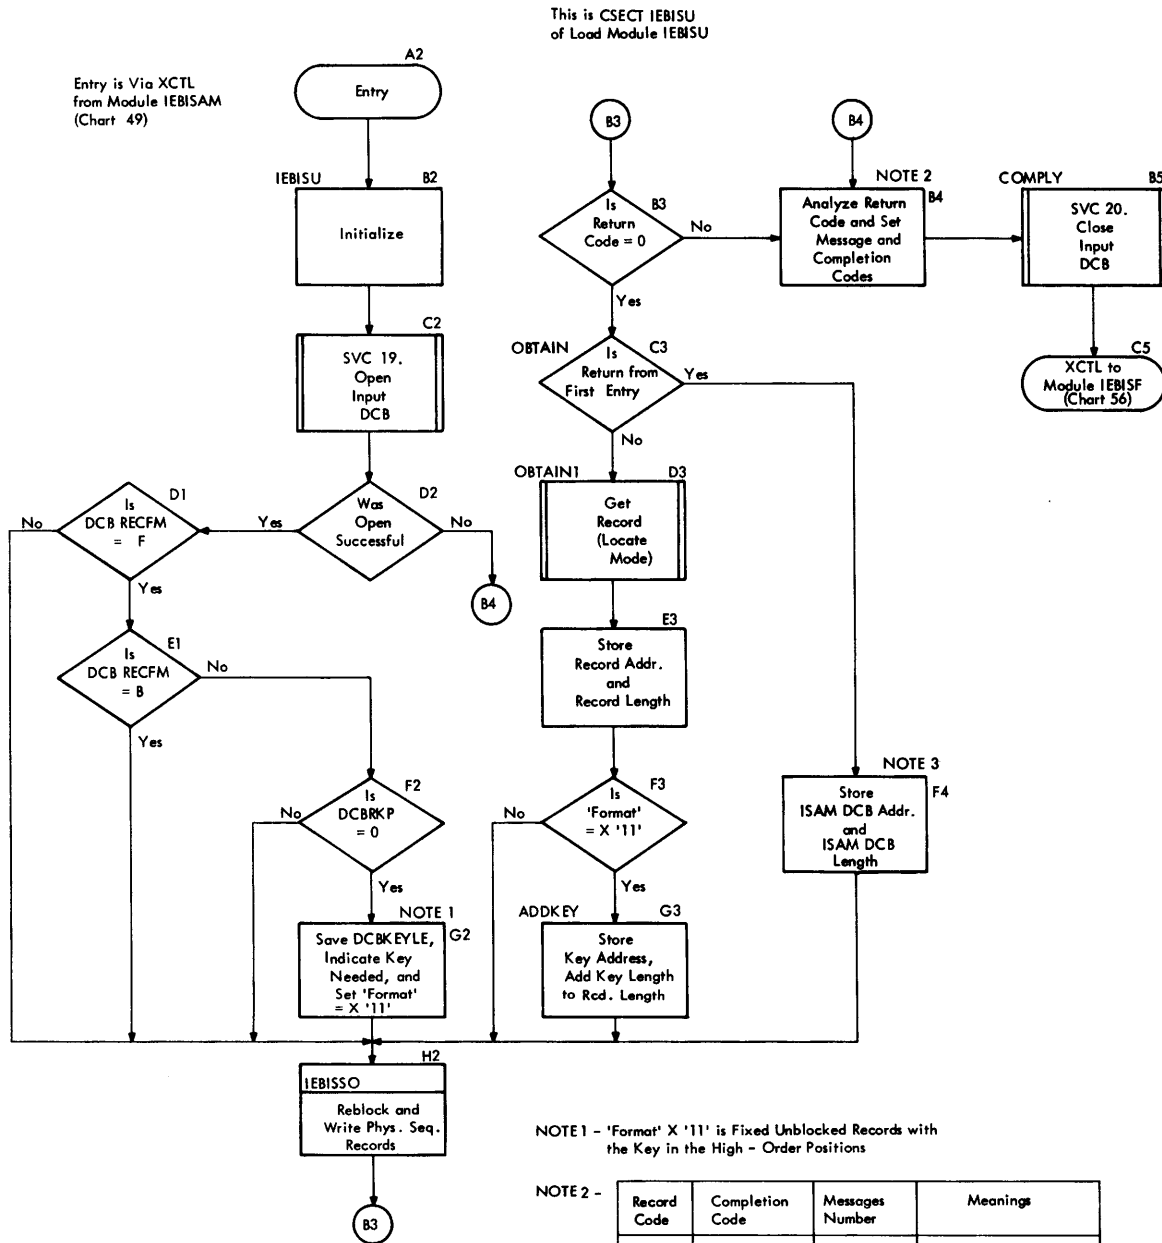 This is CSECT IEBISU
of Load Module IEBISU
Entry is Via XCTL
from Module IEBISAM
(Chart 49)
A2
Entry
IEBISU
B2
Initialize
C2
SVC 19.
Open
Input
DCB
D2
Was
Open
Successful
Yes
No
B4
D1
Is
DCB RECFM
= F
No
Yes
E1
Is
DCB RECFM
= B
No
Yes
F2
Is
DCBRKP
= 0
No
Yes
NOTE 1
G2
Save DCBKEYLE,
Indicate Key
Needed, and
Set 'Format'
= X '11'
H2
IEBISSO
Reblock and
Write Phys. Seq.
Records
B3
B3
B3
Is
Return
Code = 0
No
Yes
OBTAIN
C3
Is
Return from
First Entry
Yes
No
OBTAIN1
D3
Get
Record
(Locate
Mode)
E3
Store
Record Addr.
and
Record Length
F3
Is
'Format'
= X '11'
No
Yes
ADDKEY
G3
Store
Key Address,
Add Key Length
to Rcd. Length
B4
NOTE 2
B4
Analyze Return
Code and Set
Message and
Completion
Codes
COMPLY
B5
SVC 20.
Close
Input
DCB
C5
XCTL to
Module IEBISF
(Chart 56)
NOTE 3
F4
Store
ISAM DCB Addr.
and
ISAM DCB
Length
NOTE 1 - 'Format' X '11' is Fixed Unblocked Records with
the Key in the High - Order Positions
NOTE 2 -
Record Code
Completion Code
Messages Number
Meanings